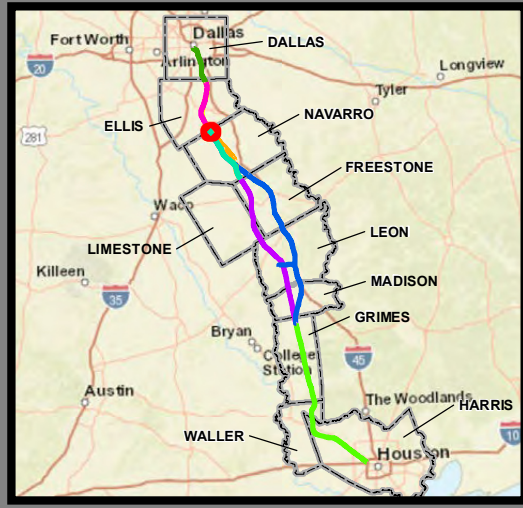 Fort Worth
Dallas
DALLAS
Arlington
Longview
20
Tyler
ELLIS
NAVARRO
281
FREESTONE
Waco
LEON
LIMESTONE
Killeen
MADISON
35
GRIMES
Bryan
College
Station
45
Austin
The Woodlands
HARRIS
WALLER
10
Houston